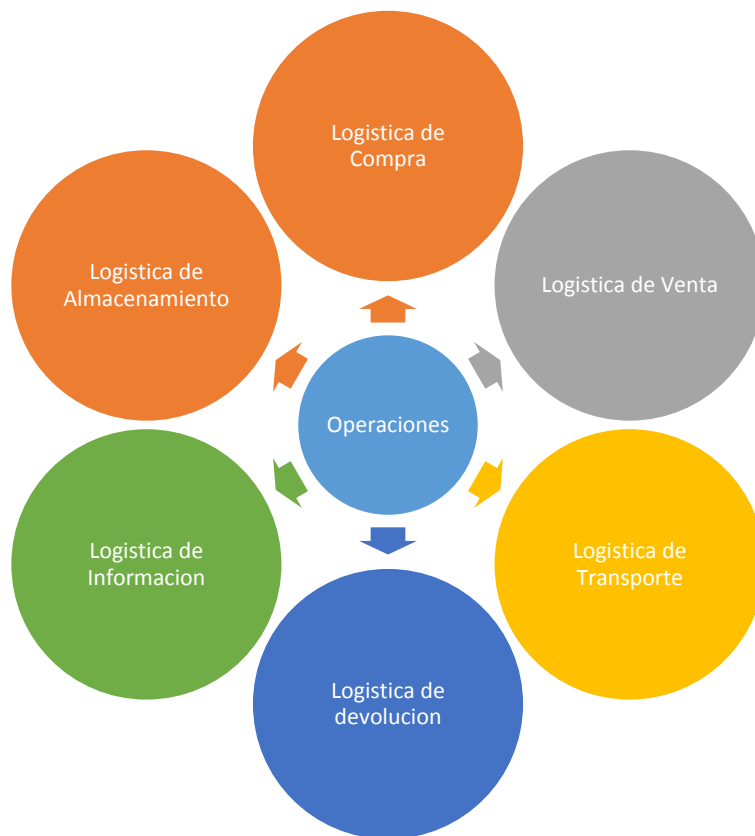 Logistica de
Compra
Logistica de Venta
Logistica de
Transporte
Logistica de
devolucion
Logistica de
Informacion
Logistica de
Almacenamiento
Operaciones